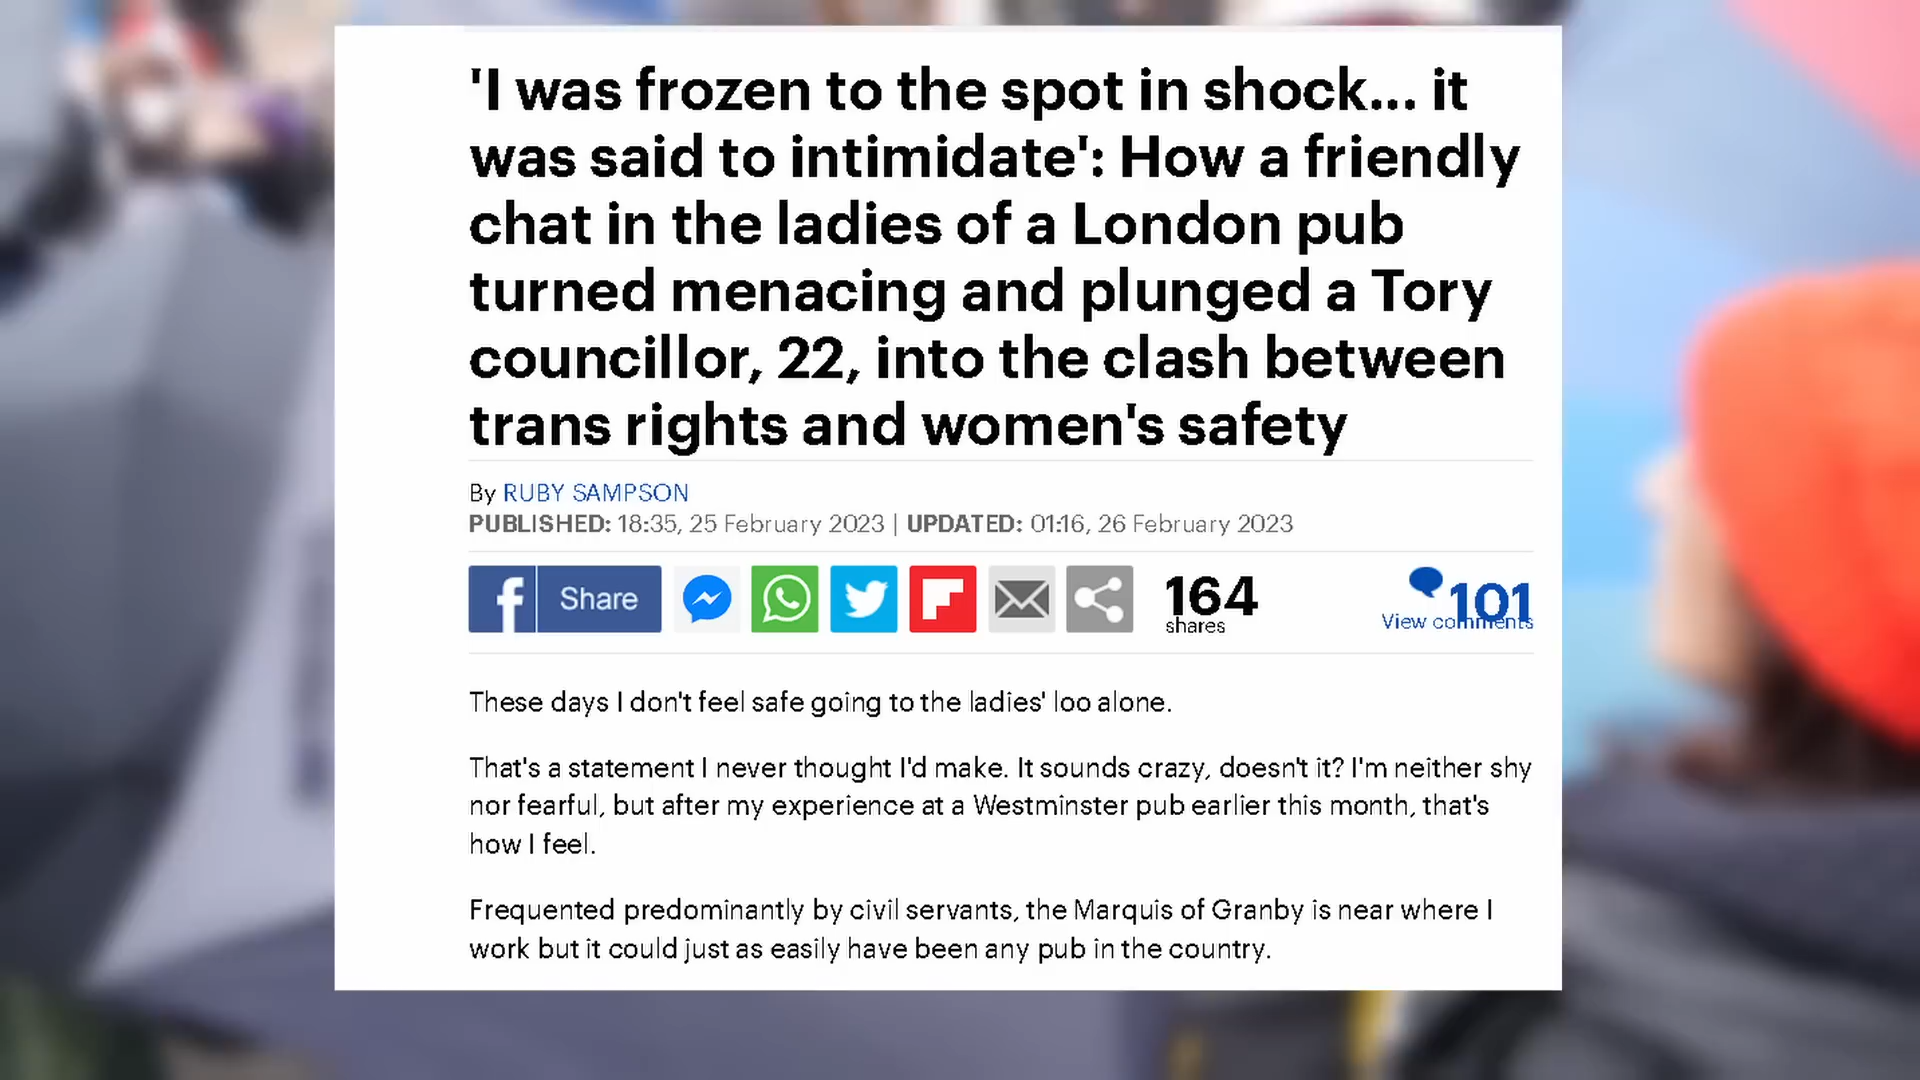 'I was frozen to the spot in shock... it
was said to intimidate': How a friendly
chat in the ladies of a London pub
turned menacing and plunged a Tory
councillor, 22, into the clash between
trans rights and women's safety
By RUBY SAMPSON
PUBLISHED: 18:35, 25 February 2023 | UPDATED: 01:16, 26 February 2023
Share
164
shares
101
View comments
These days I don't feel safe going to the ladies' loo alone.
That's a statement I never thought I'd make. It sounds crazy, doesn't it? I'm neither shy
nor fearful, but after my experience at a Westminster pub earlier this month, that's
how I feel.
Frequented predominantly by civil servants, the Marquis of Granby is near where I
work but it could just as easily have been any pub in the country.